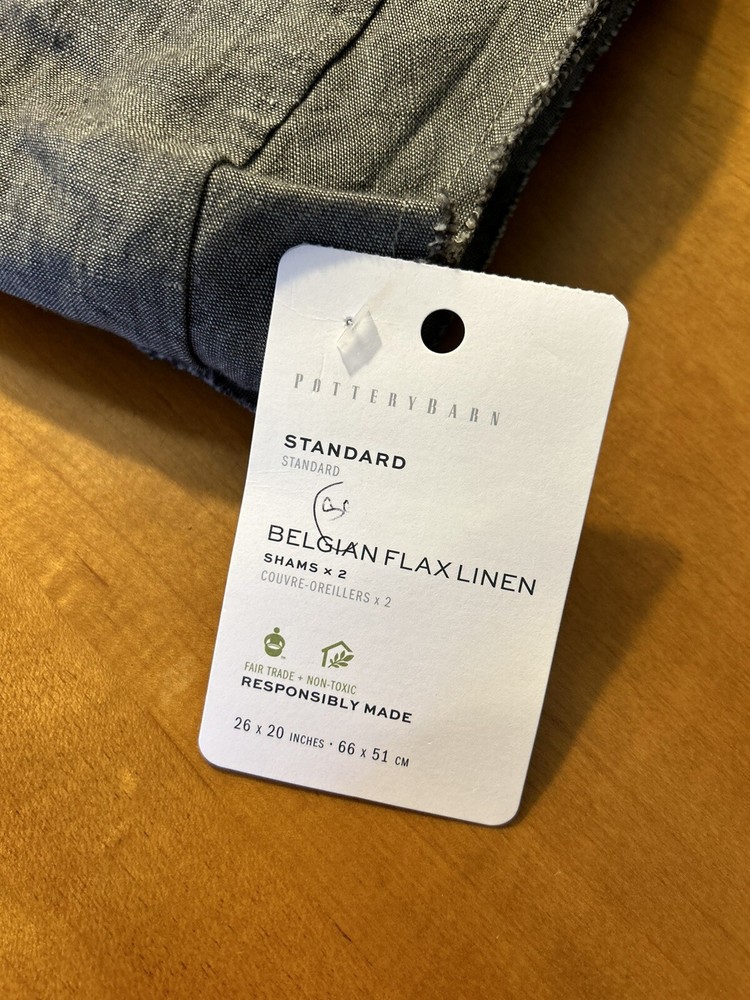 POTTERYBARN
STANDARD
STANDARD
BELGIAN FLAX LINEN
SHAMS x 2
COUVRE-OREILLERS x 2
FAIR TRADE + NON-TOXIC
RESPONSIBLY MADE
26 x 20 INCHES • 66 x 51 CM